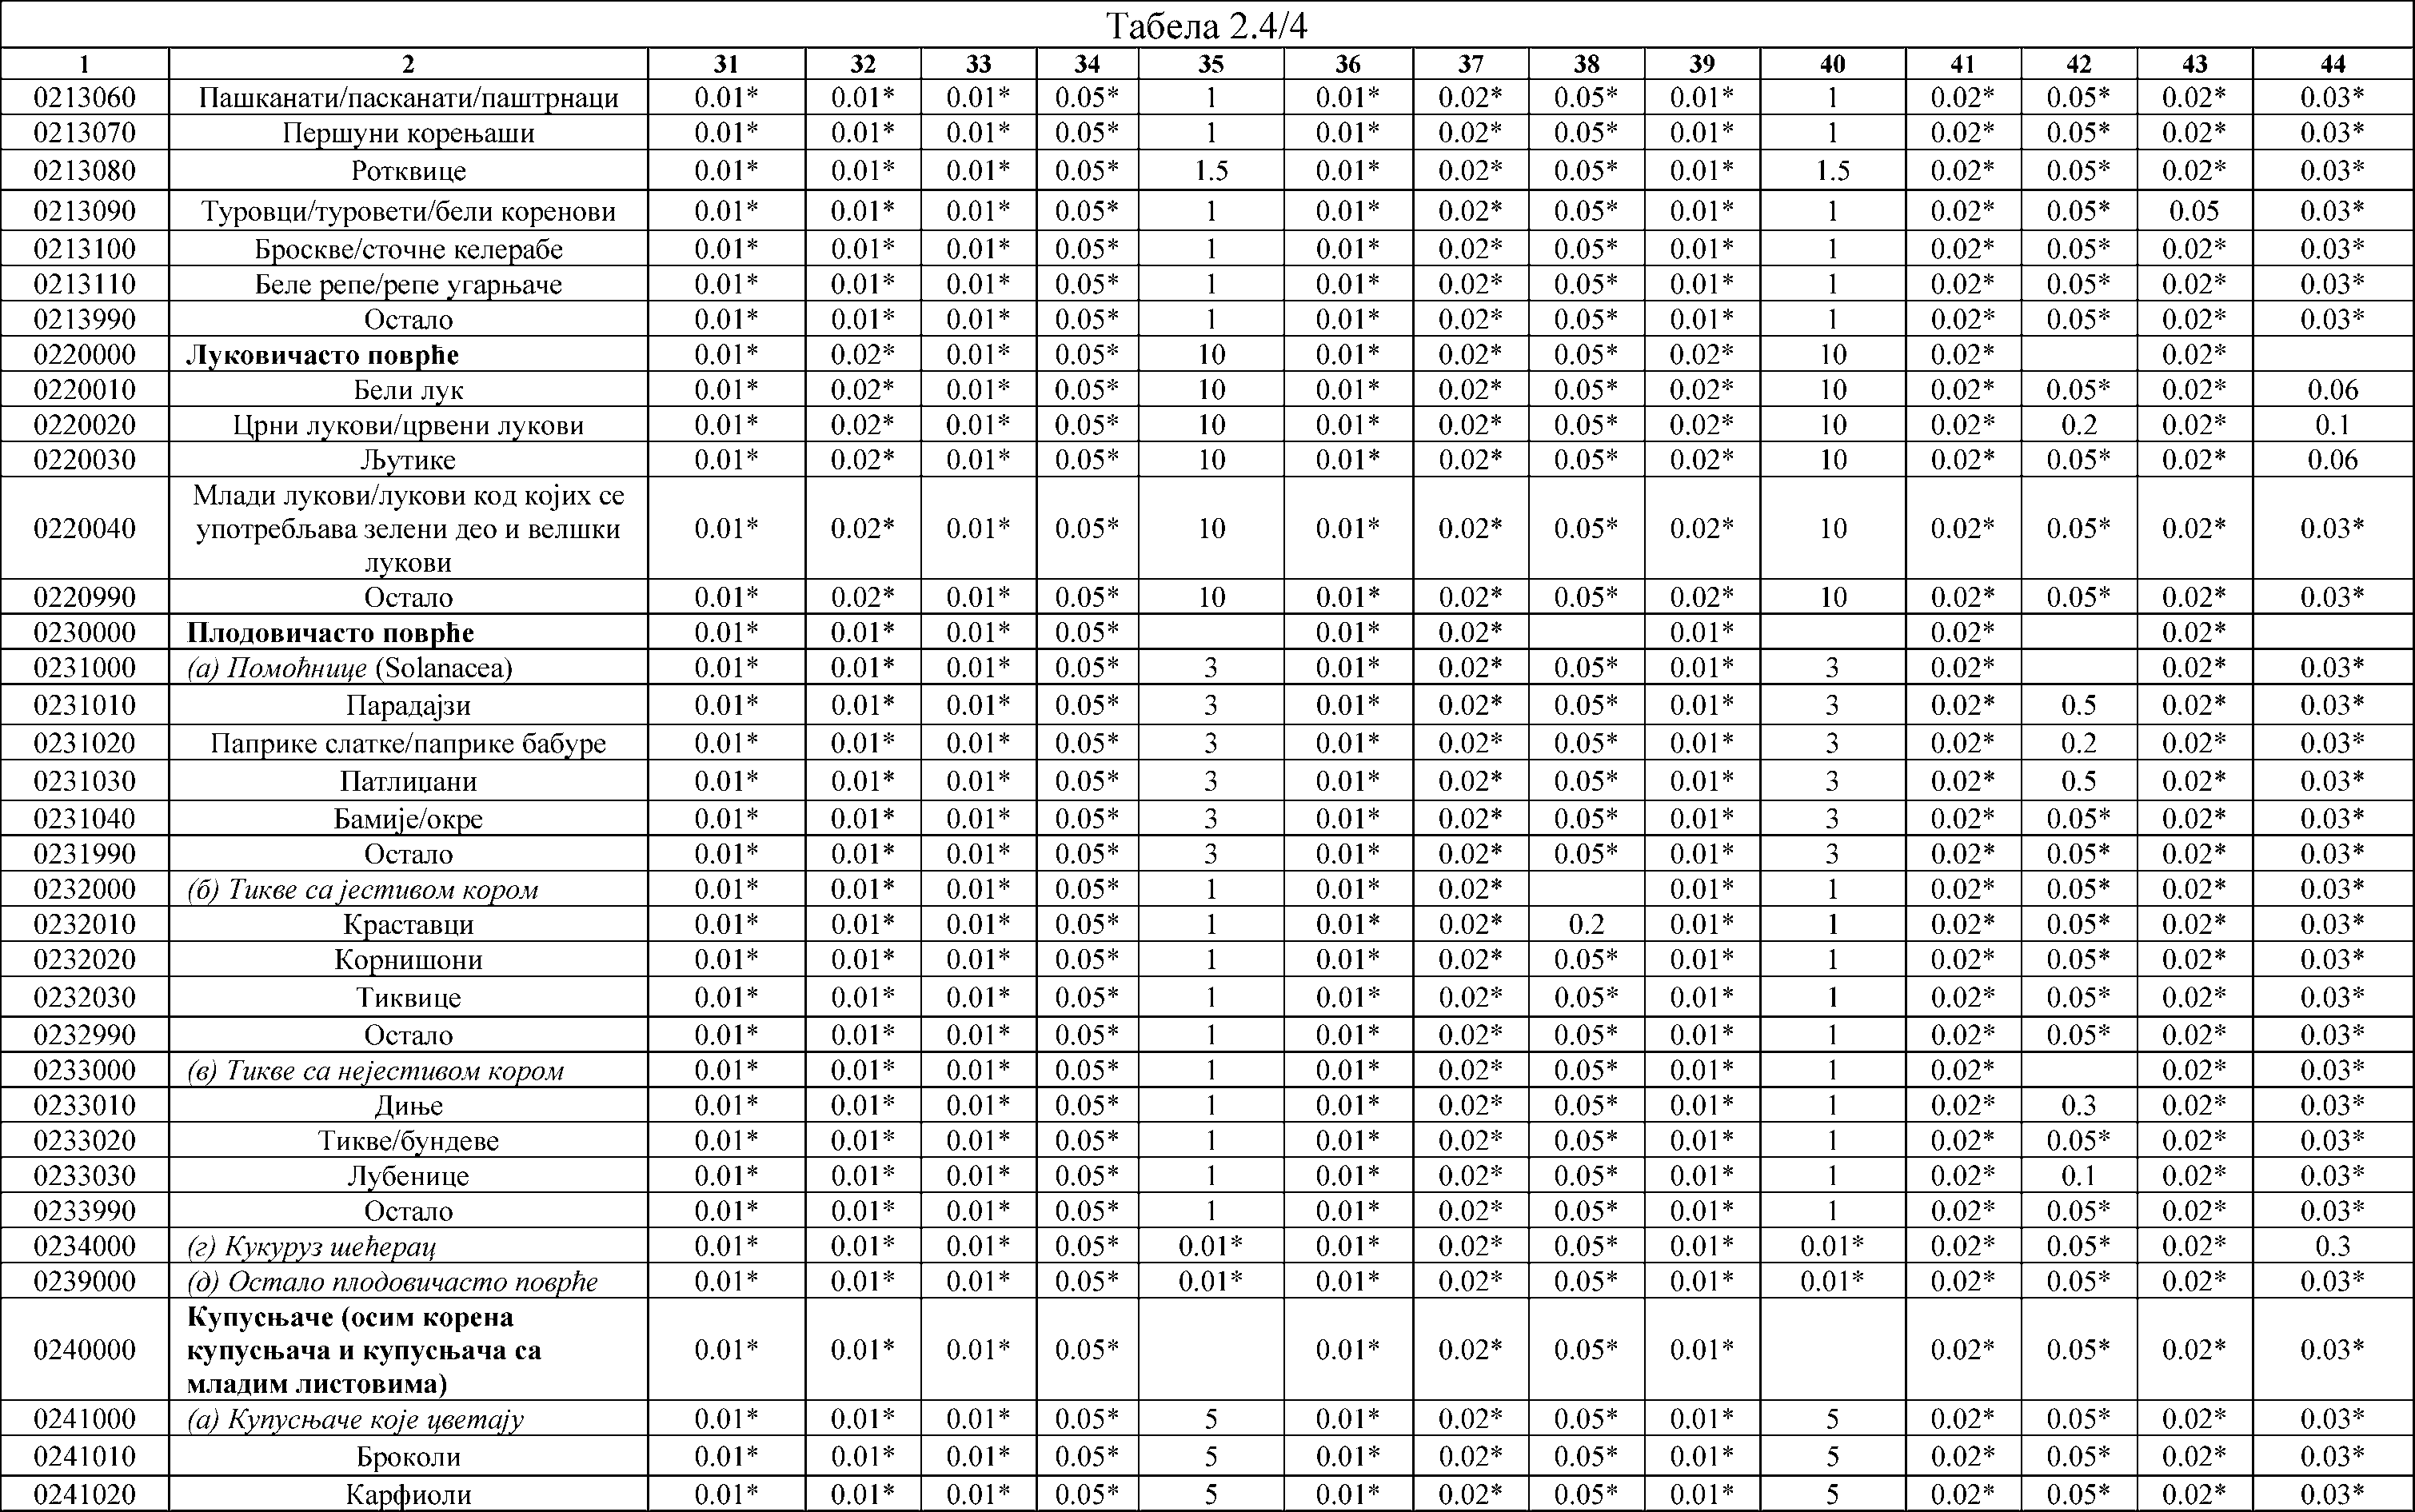 Табела 2.4/4
1 2 31 32 33 34 35 36 37 38 39 40 41 42 43 44
0213060 Пашканати/пасканати/паштрнаци 0.01* 0.01* 0.01* 0.05* 1 0.01* 0.02* 0.05* 0.01* 1 0.02* 0.05* 0.02* 0.03*
0213070 Першуни корењаши 0.01* 0.01* 0.01* 0.05* 1 0.01* 0.02* 0.05* 0.01* 1 0.02* 0.05* 0.02* 0.03*
0213080 Ротквице 0.01* 0.01* 0.01* 0.05* 1.5 0.01* 0.02* 0.05* 0.01* 1.5 0.02* 0.05* 0.02* 0.03*
0213090 Туровци/туровети/бели коренови 0.01* 0.01* 0.01* 0.05* 1 0.01* 0.02* 0.05* 0.01* 1 0.02* 0.05* 0.05 0.03*
0213100 Броскве/сточне келерабе 0.01* 0.01* 0.01* 0.05* 1 0.01* 0.02* 0.05* 0.01* 1 0.02* 0.05* 0.02* 0.03*
0213110 Беле репе/репе угарњаче 0.01* 0.01* 0.01* 0.05* 1 0.01* 0.02* 0.05* 0.01* 1 0.02* 0.05* 0.02* 0.03*
0213990 Остало 0.01* 0.01* 0.01* 0.05* 1 0.01* 0.02* 0.05* 0.01* 1 0.02* 0.05* 0.02* 0.03*
0220000 Луковичасто поврће 0.01* 0.02* 0.01* 0.05* 10 0.01* 0.02* 0.05* 0.02* 10 0.02* 0.02*
0220010 Бели лук 0.01* 0.02* 0.01* 0.05* 10 0.01* 0.02* 0.05* 0.02* 10 0.02* 0.05* 0.02* 0.06
0220020 Црни лукови/црвени лукови 0.01* 0.02* 0.01* 0.05* 10 0.01* 0.02* 0.05* 0.02* 10 0.02* 0.2 0.02* 0.1
0220030 Љутике 0.01* 0.02* 0.01* 0.05* 10 0.01* 0.02* 0.05* 0.02* 10 0.02* 0.05* 0.02* 0.06
Млади лукови/лукови код којих се
0220040 употребљава зелени део и велшки 0.01* 0.02* 0.01* 0.05* 10 0.01* 0.02* 0.05* 0.02* 10 0.02* 0.05* 0.02* 0.03*
лукови
0220990 Остало 0.01* 0.02* 0.01* 0.05* 10 0.01* 0.02* 0.05* 0.02* 10 0.02* 0.05* 0.02* 0.03*
0230000 Плодовичасто поврће 0.01* 0.01* 0.01* 0.05* 0.01* 0.02* 0.01* 0.02* 0.02*
0231000 (а) Помоћнице (Solanacea) 0.01* 0.01* 0.01* 0.05* 3 0.01* 0.02* 0.05* 0.01* 3 0.02* 0.02* 0.03*
0231010 Парадајзи 0.01* 0.01* 0.01* 0.05* 3 0.01* 0.02* 0.05* 0.01* 3 0.02* 0.5 0.02* 0.03*
0231020 Паприке слатке/паприке бабуре 0.01* 0.01* 0.01* 0.05* 3 0.01* 0.02* 0.05* 0.01* 3 0.02* 0.2 0.02* 0.03*
0231030 Патлиџани 0.01* 0.01* 0.01* 0.05* 3 0.01* 0.02* 0.05* 0.01* 3 0.02* 0.5 0.02* 0.03*
0231040 Бамије/окре 0.01* 0.01* 0.01* 0.05* 3 0.01* 0.02* 0.05* 0.01* 3 0.02* 0.05* 0.02* 0.03*
0231990 Остало 0.01* 0.01* 0.01* 0.05* 3 0.01* 0.02* 0.05* 0.01* 3 0.02* 0.05* 0.02* 0.03*
0232000 (б) Тикве са јестивом кором 0.01* 0.01* 0.01* 0.05* 1 0.01* 0.02* 0.01* 1 0.02* 0.05* 0.02* 0.03*
0232010 Краставци 0.01* 0.01* 0.01* 0.05* 1 0.01* 0.02* 0.2 0.01* 1 0.02* 0.05* 0.02* 0.03*
0232020 Корнишони 0.01* 0.01* 0.01* 0.05* 1 0.01* 0.02* 0.05* 0.01* 1 0.02* 0.05* 0.02* 0.03*
0232030 Тиквице 0.01* 0.01* 0.01* 0.05* 1 0.01* 0.02* 0.05* 0.01* 1 0.02* 0.05* 0.02* 0.03*
0232990 Остало 0.01* 0.01* 0.01* 0.05* 1 0.01* 0.02* 0.05* 0.01* 1 0.02* 0.05* 0.02* 0.03*
0233000 (в) Тикве са нејестивом кором 0.01* 0.01* 0.01* 0.05* 1 0.01* 0.02* 0.05* 0.01* 1 0.02* 0.02* 0.03*
0233010 Диње 0.01* 0.01* 0.01* 0.05* 1 0.01* 0.02* 0.05* 0.01* 1 0.02* 0.3 0.02* 0.03*
0233020 Тикве/бундеве 0.01* 0.01* 0.01* 0.05* 1 0.01* 0.02* 0.05* 0.01* 1 0.02* 0.05* 0.02* 0.03*
0233030 Лубенице 0.01* 0.01* 0.01* 0.05* 1 0.01* 0.02* 0.05* 0.01* 1 0.02* 0.1 0.02* 0.03*
0233990 Остало 0.01* 0.01* 0.01* 0.05* 1 0.01* 0.02* 0.05* 0.01* 1 0.02* 0.05* 0.02* 0.03*
0234000 (г) Кукуруз шећерац 0.01* 0.01* 0.01* 0.05* 0.01* 0.01* 0.02* 0.05* 0.01* 0.01* 0.02* 0.05* 0.02* 0.3
0239000 (д) Остало плодовичасто поврће 0.01* 0.01* 0.01* 0.05* 0.01* 0.01* 0.02* 0.05* 0.01* 0.01* 0.02* 0.05* 0.02* 0.03*
Купусњаче (осим корена
0240000 купусњача и купусњача са 0.01* 0.01* 0.01* 0.05* 0.01* 0.02* 0.05* 0.01* 0.02* 0.05* 0.02* 0.03*
младим листовима)
0241000 (а) Купусњаче које цветају 0.01* 0.01* 0.01* 0.05* 5 0.01* 0.02* 0.05* 0.01* 5 0.02* 0.05* 0.02* 0.03*
0241010 Броколи 0.01* 0.01* 0.01* 0.05* 5 0.01* 0.02* 0.05* 0.01* 5 0.02* 0.05* 0.02* 0.03*
0241020 Карфиоли 0.01* 0.01* 0.01* 0.05* 5 0.01* 0.02* 0.05* 0.01* 5 0.02* 0.05* 0.02* 0.03*